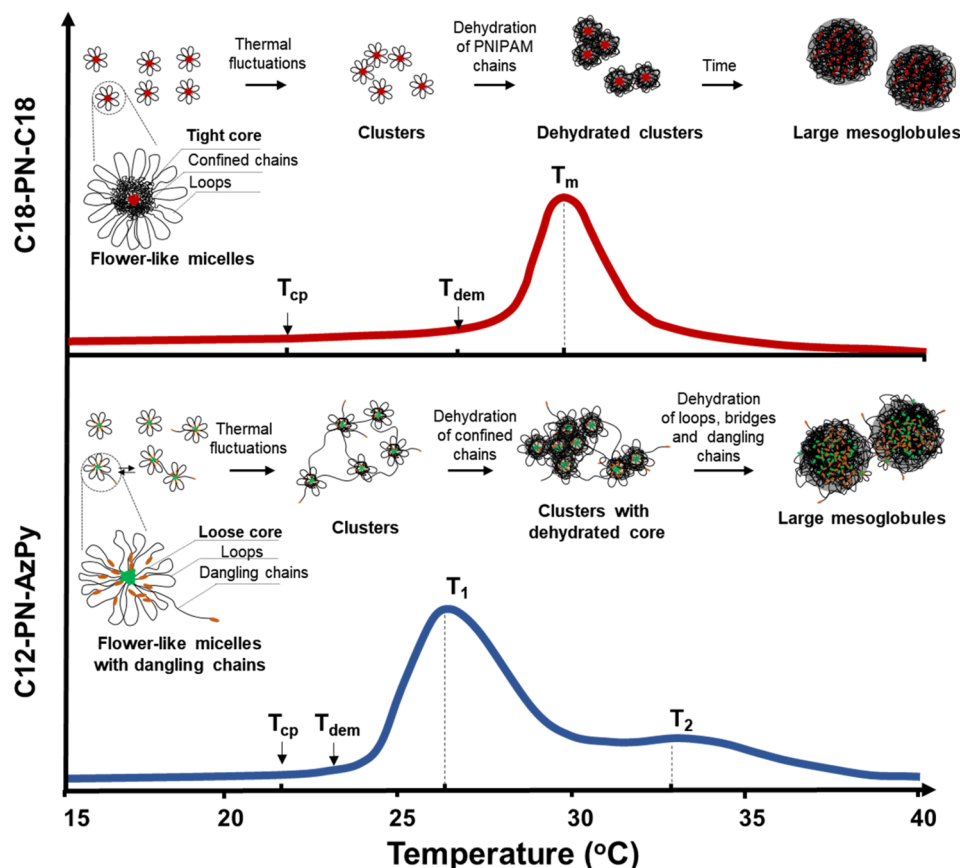 C18-PN-C18
Thermal
fluctuations
Clusters
Dehydration
of PNIPAM
chains
Dehydrated clusters
Time
Large mesoglobules
Tight core
Confined chains
Loops
Flower-like micelles
Tcp
Tdem
Tm
C12-PN-AzPy
Thermal
fluctuations
Clusters
Dehydration
of confined
chains
Clusters with
dehydrated core
Dehydration
of loops, bridges
and dangling
chains
Large mesoglobules
Loose core
Loops
Dangling chains
Flower-like micelles
with dangling chains
Tcp
Tdem
T1
T2
15 20 25 30 35 40
Temperature (oC)